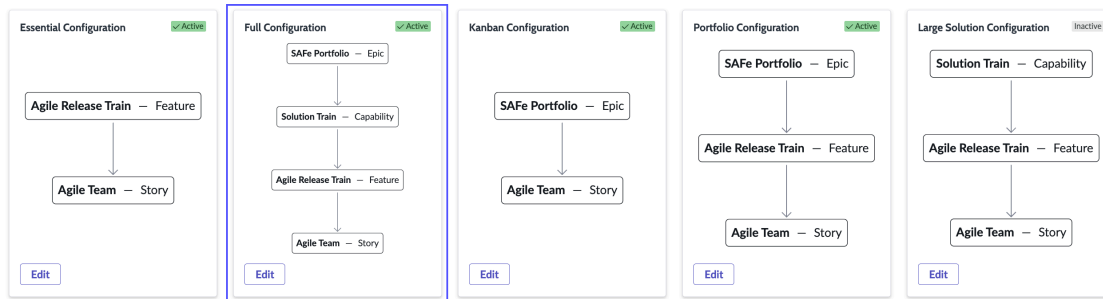 Essential Configuration
✓ Active
Agile Release Train — Feature
Agile Team — Story
Edit
Full Configuration
✓ Active
SAFe Portfolio — Epic
Solution Train — Capability
Agile Release Train — Feature
Agile Team — Story
Edit
Kanban Configuration
✓ Active
SAFe Portfolio — Epic
Agile Team — Story
Edit
Portfolio Configuration
✓ Active
SAFe Portfolio — Epic
Agile Release Train — Feature
Agile Team — Story
Edit
Large Solution Configuration
Inactive
Solution Train — Capability
Agile Release Train — Feature
Agile Team — Story
Edit